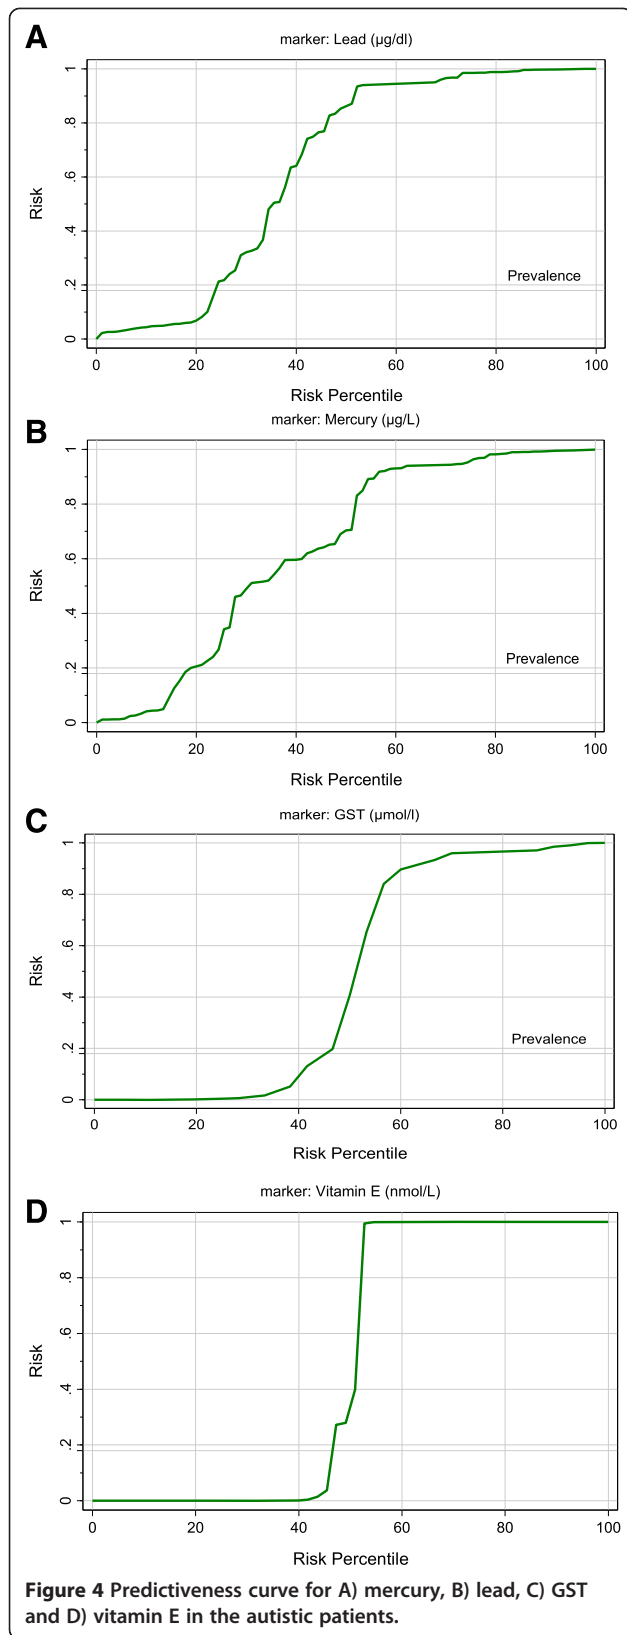 A
marker: Lead (µg/dl)
1
.8
.6
.4
.2
0
Risk
Prevalence
0 20 40 60 80 100
Risk Percentile
B
marker: Mercury (µg/L)
1
.8
.6
.4
.2
0
Risk
Prevalence
0 20 40 60 80 100
Risk Percentile
C
marker: GST (µmol/l)
1
.8
.6
.4
.2
0
Risk
Prevalence
0 20 40 60 80 100
Risk Percentile
D
marker: Vitamin E (nmol/L)
1
.8
.6
.4
.2
0
Risk
0 20 40 60 80 100
Risk Percentile
Figure 4 Predictiveness curve for A) mercury, B) lead, C) GST
and D) vitamin E in the autistic patients.